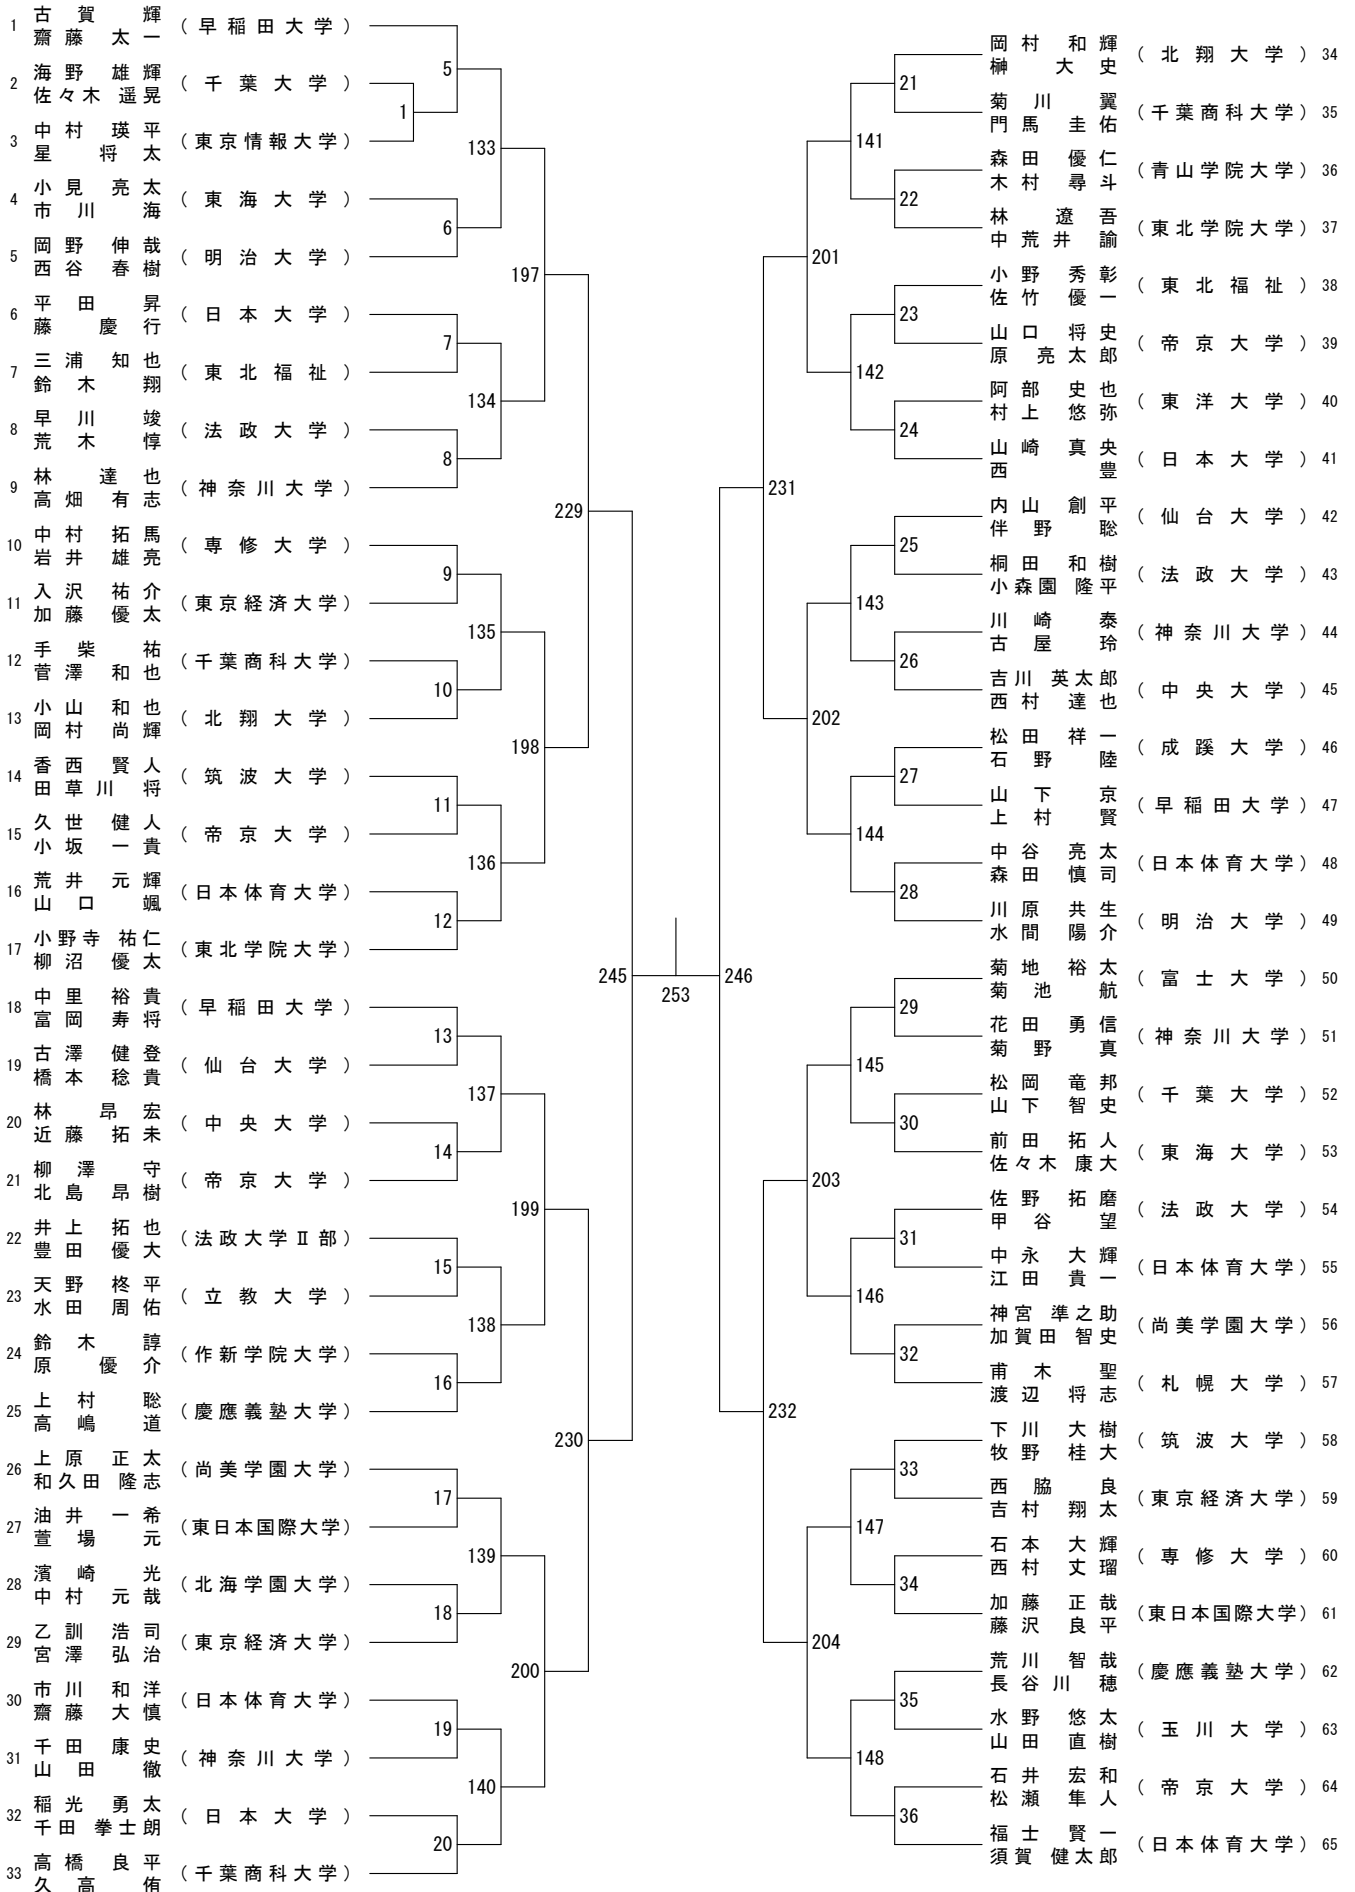 1 古賀 輝 齋藤 太一 (早稲田大学)
2 海野 雄輝 佐々木 遥晃 (千葉大学)
3 中村 瑛平 星 将太 (東京情報大学)
4 小見 亮太 市川 海 (東海大学)
5 岡野 伸哉 西谷 春樹 (明治大学)
6 平田 昇 藤 慶行 (日本大学)
7 三浦 知也 鈴木 翔 (東北福祉)
8 早川 竣 荒木 惇 (法政大学)
9 林 達也 高畑 有志 (神奈川大学)
10 中村 拓馬 岩井 雄亮 (専修大学)
11 入沢 祐介 加藤 優太 (東京経済大学)
12 手柴 祐 菅澤 和也 (千葉商科大学)
13 小山 和也 岡村 尚輝 (北翔大学)
14 香西 賢人 田草川 将 (筑波大学)
15 久世 健人 小坂 一貴 (帝京大学)
16 荒井 元輝 山口 颯 (日本体育大学)
17 小野寺 祐仁 柳沼 優太 (東北学院大学)
18 中里 裕貴 富岡 寿将 (早稲田大学)
19 古澤 健登 橋本 稔貴 (仙台大学)
20 林 昂宏 近藤 拓未 (中央大学)
21 柳澤 守 北島 昂樹 (帝京大学)
22 井上 拓也 豊田 優大 (法政大学Ⅱ部)
23 天野 柊平 水田 周佑 (立教大学)
24 鈴木 諄 原 優介 (作新学院大学)
25 上村 聡 高嶋 道 (慶應義塾大学)
26 上原 正太 和久田 隆志 (尚美学園大学)
27 油井 一希 萱場 元 (東日本国際大学)
28 濱崎 光 中村 元哉 (北海学園大学)
29 乙訓 浩司 宮澤 弘治 (東京経済大学)
30 市川 和洋 齋藤 大慎 (日本体育大学)
31 千田 康史 山田 徹 (神奈川大学)
32 稲光 勇太 千田 拳士朗 (日本大学)
33 高橋 良平 久高 侑 (千葉商科大学)
1
5
6
7
8
9
10
11
12
13
14
15
16
17
18
19
20
133
134
135
136
137
138
139
140
197
198
199
200
229
230
245
253
246
231
232
201
202
203
204
141
142
143
144
145
146
147
148
21
22
23
24
25
26
27
28
29
30
31
32
33
34
35
36
岡村 和輝 榊 大史 (北翔大学) 34
菊川 翼 門馬 圭佑 (千葉商科大学) 35
森田 優仁 木村 尋斗 (青山学院大学) 36
林 遼吾 中荒井 諭 (東北学院大学) 37
小野 秀彰 佐竹 優一 (東北福祉) 38
山口 将史 原 亮太郎 (帝京大学) 39
阿部 史也 村上 悠弥 (東洋大学) 40
山崎 真央 西 豊 (日本大学) 41
内山 創平 伴野 聡 (仙台大学) 42
桐田 和樹 小森園 隆平 (法政大学) 43
川崎 泰 古屋 玲 (神奈川大学) 44
吉川 英太郎 西村 達也 (中央大学) 45
松田 祥一 石野 陸 (成蹊大学) 46
山下 京 上村 賢 (早稲田大学) 47
中谷 亮太 森田 慎司 (日本体育大学) 48
川原 共生 水間 陽介 (明治大学) 49
菊地 裕太 菊池 航 (富士大学) 50
花田 勇信 菊野 真 (神奈川大学) 51
松岡 竜邦 山下 智史 (千葉大学) 52
前田 拓人 佐々木 康大 (東海大学) 53
佐野 拓磨 甲谷 望 (法政大学) 54
中永 大輝 江田 貴一 (日本体育大学) 55
神宮 準之助 加賀田 智史 (尚美学園大学) 56
甫木 聖 渡辺 将志 (札幌大学) 57
下川 大樹 牧野 桂大 (筑波大学) 58
西脇 良 吉村 翔太 (東京経済大学) 59
石本 大輝 西村 丈瑠 (専修大学) 60
加藤 正哉 藤沢 良平 (東日本国際大学) 61
荒川 智哉 長谷川 穂 (慶應義塾大学) 62
水野 悠太 山田 直樹 (玉川大学) 63
石井 宏和 松瀬 隼人 (帝京大学) 64
福士 賢一 須賀 健太郎 (日本体育大学) 65